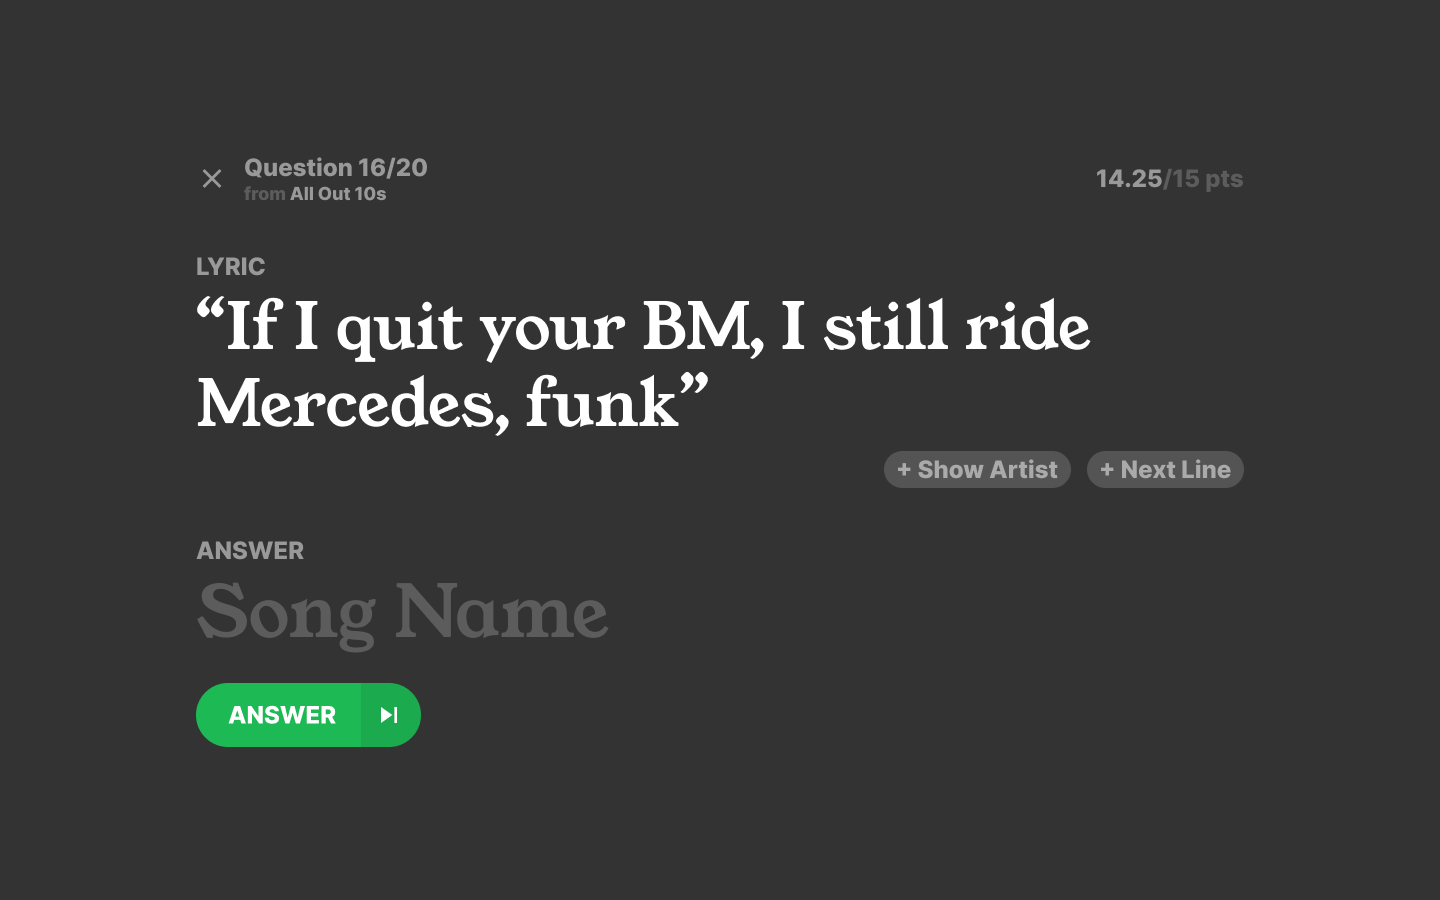 Question 16/20
from All Out 10s
14.25/15 pts
LYRIC
“If I quit your BM, I still ride
Mercedes, funk”
+ Show Artist
+ Next Line
ANSWER
Song Name
ANSWER